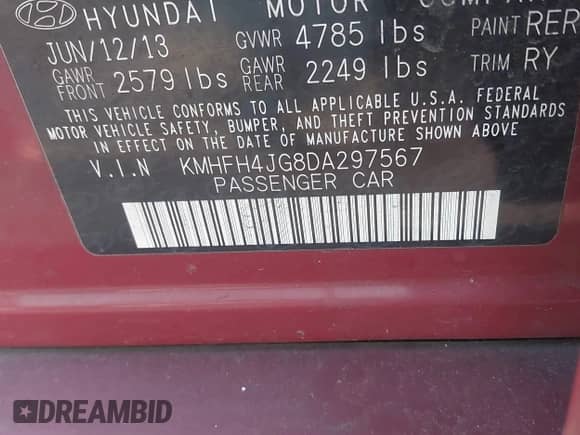 HYUNDAI MOTOR
JUN/12/13 GVWR 4785 lbs PAINT RER
GAWR FRONT 2579 lbs GAWR REAR 2249 lbs TRIM RY
THIS VEHICLE CONFORMS TO ALL APPLICABLE U.S.A. FEDERAL
MOTOR VEHICLE SAFETY, BUMPER, AND THEFT PREVENTION STANDARDS
IN EFFECT ON THE DATE OF MANUFACTURE SHOWN ABOVE.
V.I.N KMHFH4JG8DA297567
PASSENGER CAR
DREAMBID